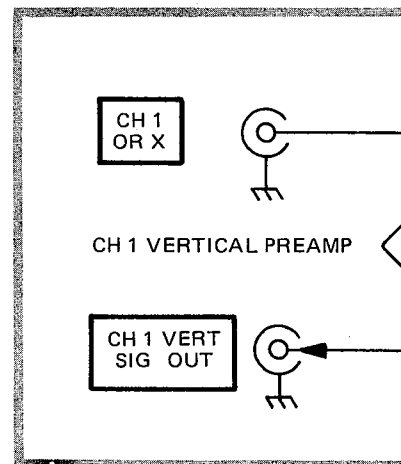 CH 1
OR X
CH 1 VERTICAL PREAMP
CH 1 VERT
SIG OUT